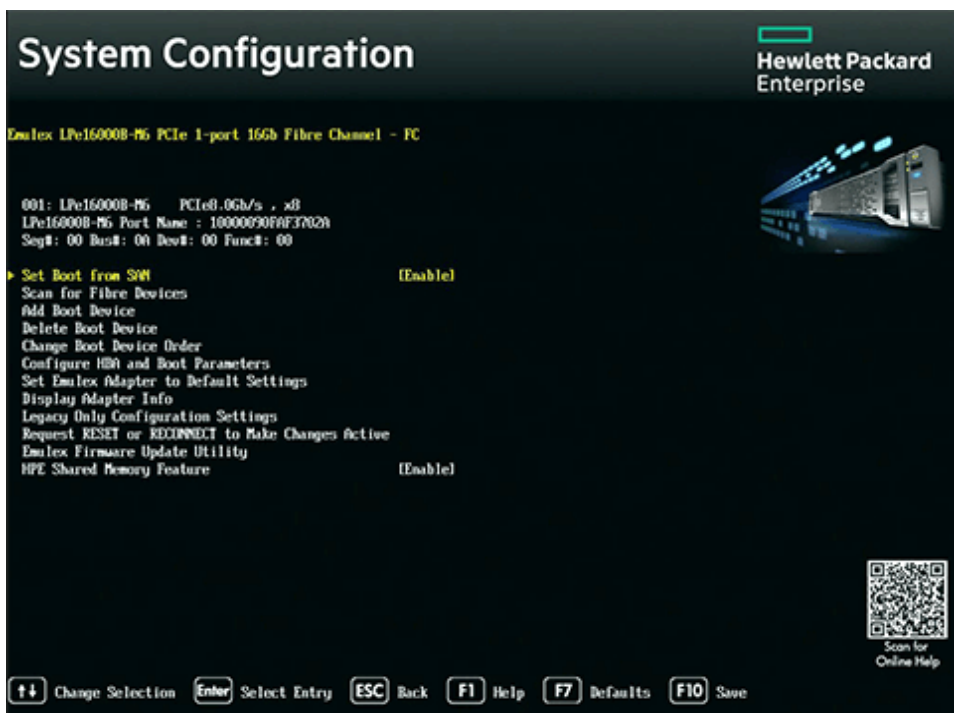 System Configuration
Hewlett Packard
Enterprise
Emulex LPe16000B-M6 PCIe 1-port 16Gb Fibre Channel - FC
001: LPe16000B-M6 PCIe8.0Gb/s , x8
LPe16000B-M6 Port Name : 10000090FAF3702A
Seg#: 00 Bus#: 0A Dev#: 00 Func#: 00
Set Boot from SAN [Enable]
Scan for Fibre Devices
Add Boot Device
Delete Boot Device
Change Boot Device Order
Configure HBA and Boot Parameters
Set Emulex Adapter to Default Settings
Display Adapter Info
Legacy Only Configuration Settings
Request RESET or RECONNECT to Make Changes Active
Emulex Firmware Update Utility
HPE Shared Memory Feature [Enable]
Scan for
Online Help
↑↓ Change Selection Enter Select Entry ESC Back F1 Help F7 Defaults F10 Save